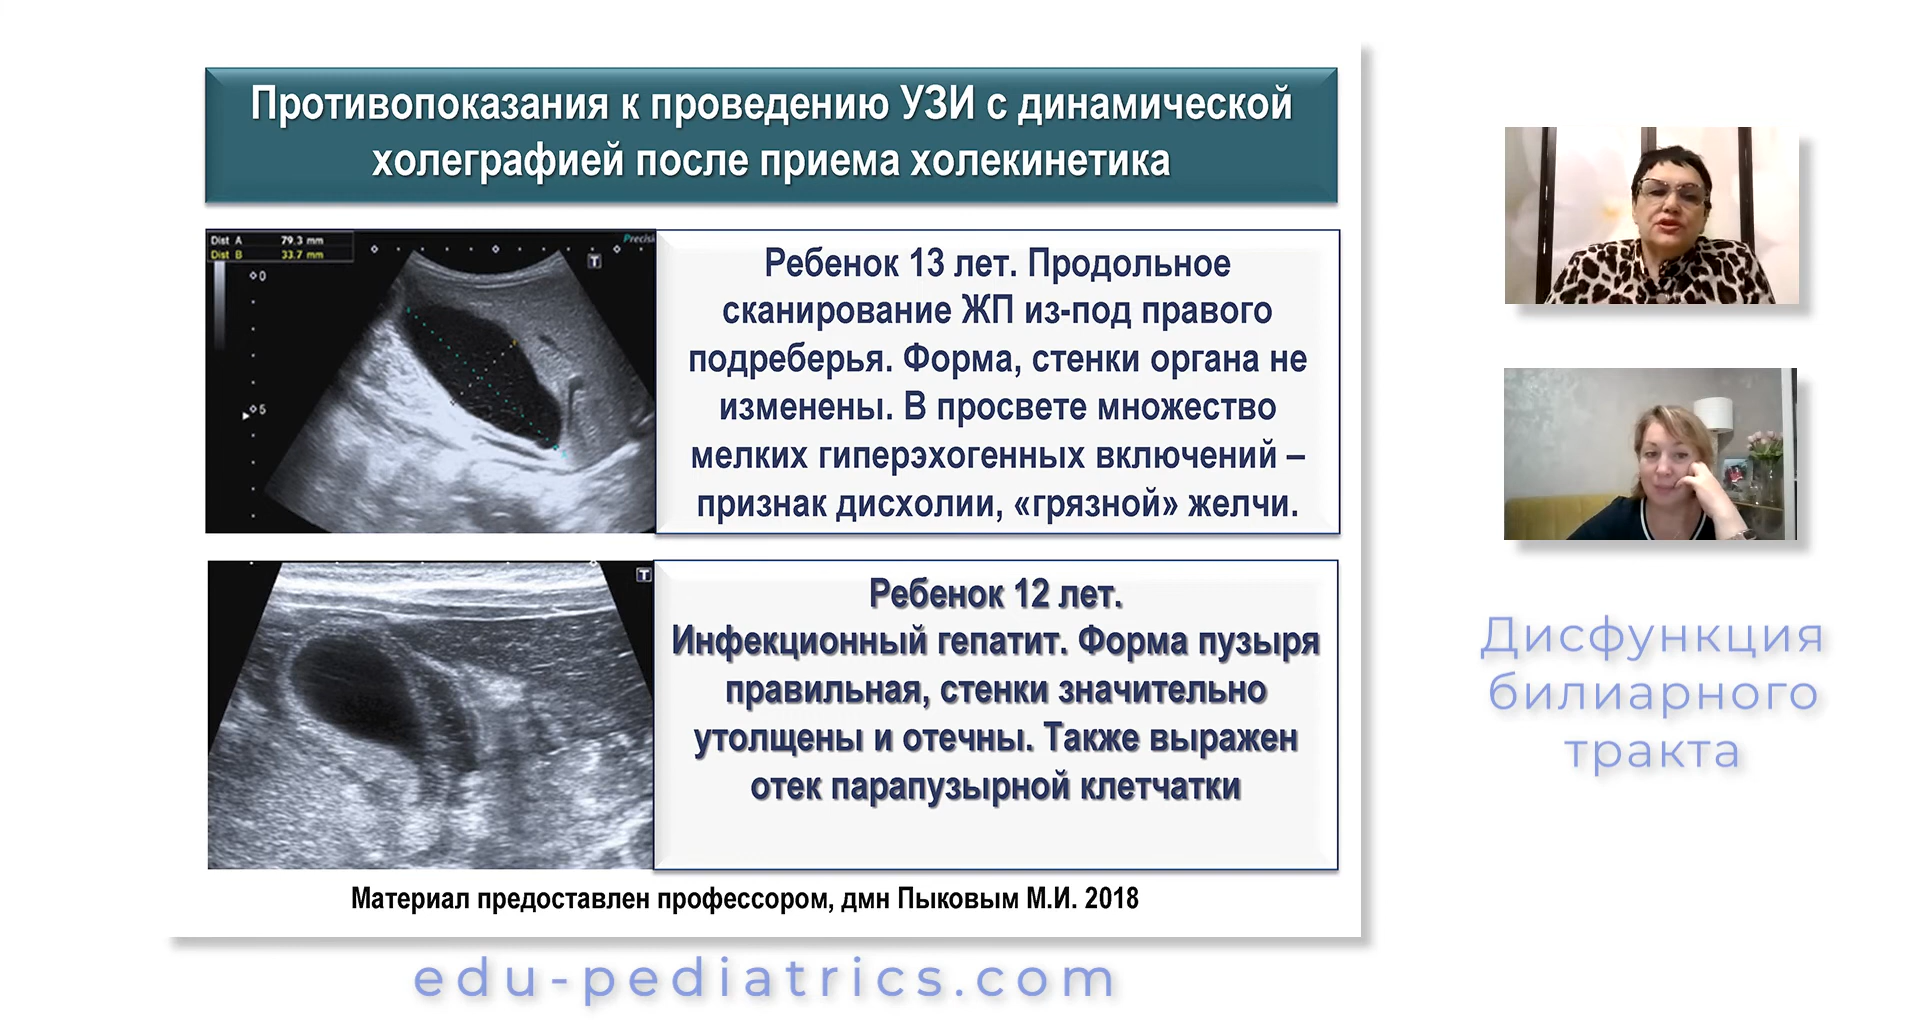 Противопоказания к проведению УЗИ с динамической
холеграфией после приема холекинетика
Dist A 79.3 mm
Dist B 33.7 mm
0
5
T
Ребенок 13 лет. Продольное
сканирование ЖП из-под правого
подреберья. Форма, стенки органа не
изменены. В просвете множество
мелких гиперэхогенных включений –
признак дисхолии, «грязной» желчи.
T
Ребенок 12 лет.
Инфекционный гепатит. Форма пузыря
правильная, стенки значительно
утолщены и отечны. Также выражен
отек парапузырной клетчатки
Материал предоставлен профессором, дмн Пыковым М.И. 2018
Дисфункция
билиарного
тракта
edu-pediatrics.com